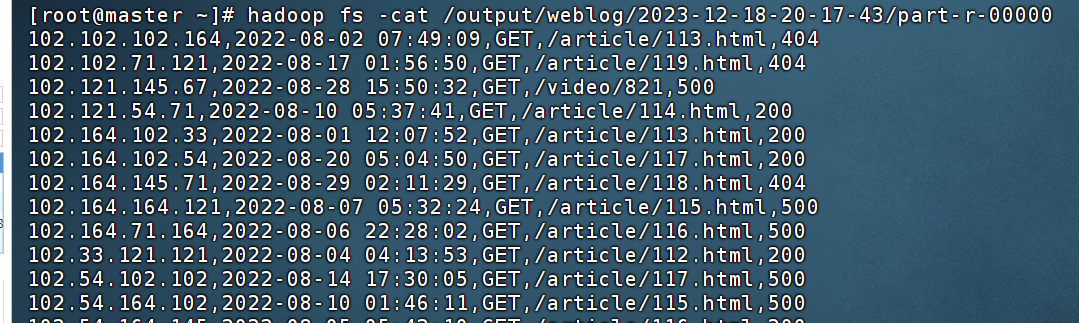 [root@master ~]# hadoop fs -cat /output/weblog/2023-12-18-20-17-43/part-r-00000
102.102.102.164,2022-08-02 07:49:09,GET,/article/113.html,404
102.102.71.121,2022-08-17 01:56:50,GET,/article/119.html,404
102.121.145.67,2022-08-28 15:50:32,GET,/video/821,500
102.121.54.71,2022-08-10 05:37:41,GET,/article/114.html,200
102.164.102.33,2022-08-01 12:07:52,GET,/article/113.html,200
102.164.102.54,2022-08-20 05:04:50,GET,/article/117.html,200
102.164.145.71,2022-08-29 02:11:29,GET,/article/118.html,404
102.164.164.121,2022-08-07 05:32:24,GET,/article/115.html,500
102.164.71.164,2022-08-06 22:28:02,GET,/article/116.html,500
102.33.121.121,2022-08-04 04:13:53,GET,/article/112.html,200
102.54.102.102,2022-08-14 17:30:05,GET,/article/117.html,500
102.54.164.102,2022-08-10 01:46:11,GET,/article/115.html,500